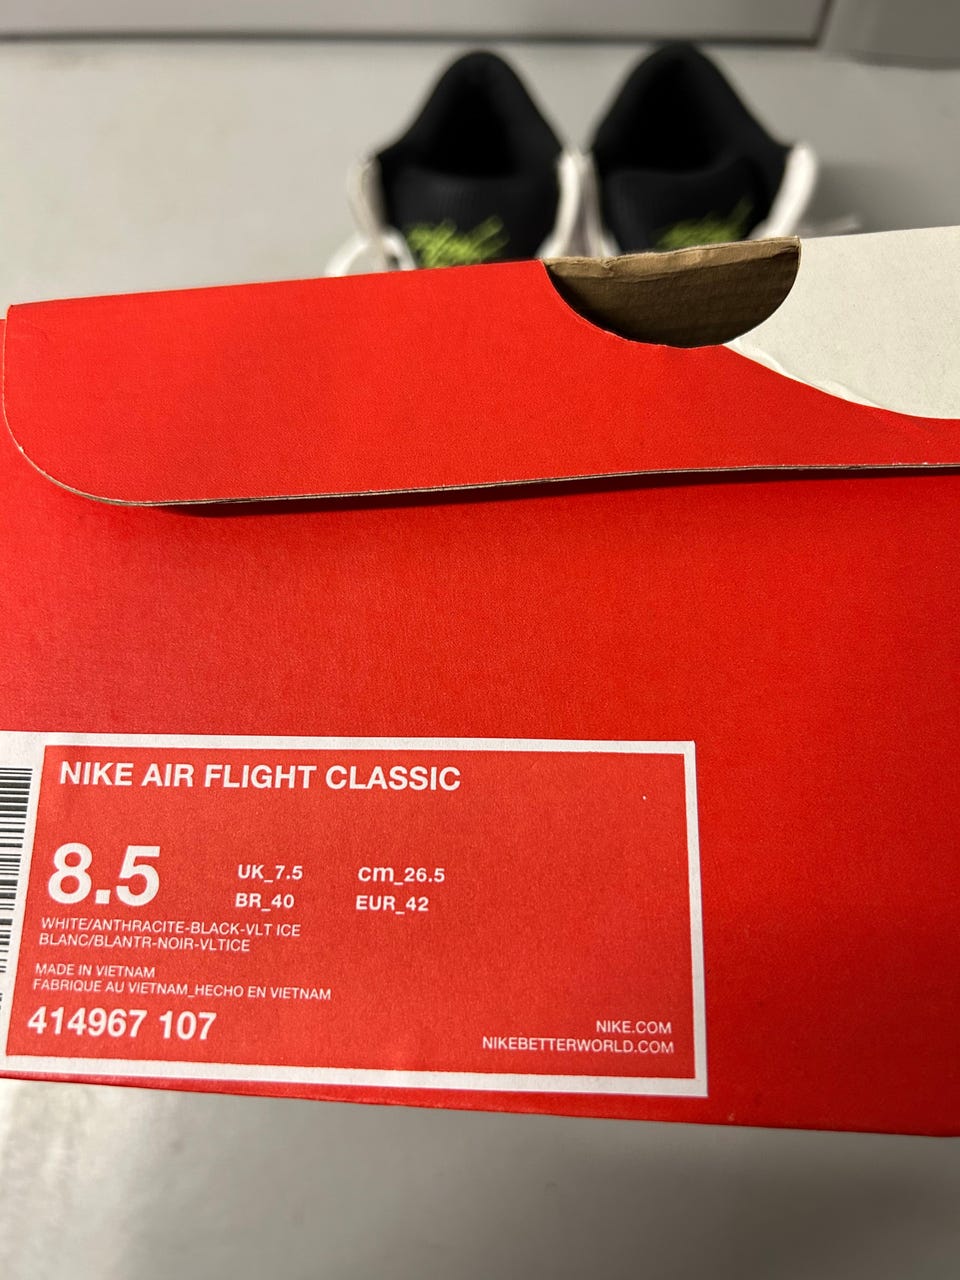 NIKE AIR FLIGHT CLASSIC
8.5 UK_7.5 cm_26.5
BR_40 EUR_42
WHITE/ANTHRACITE-BLACK-VLT ICE
BLANC/BLANTR-NOIR-VLTICE
MADE IN VIETNAM
FABRIQUE AU VIETNAM_HECHO EN VIETNAM
414967 107
NIKE.COM
NIKEBETTERWORLD.COM